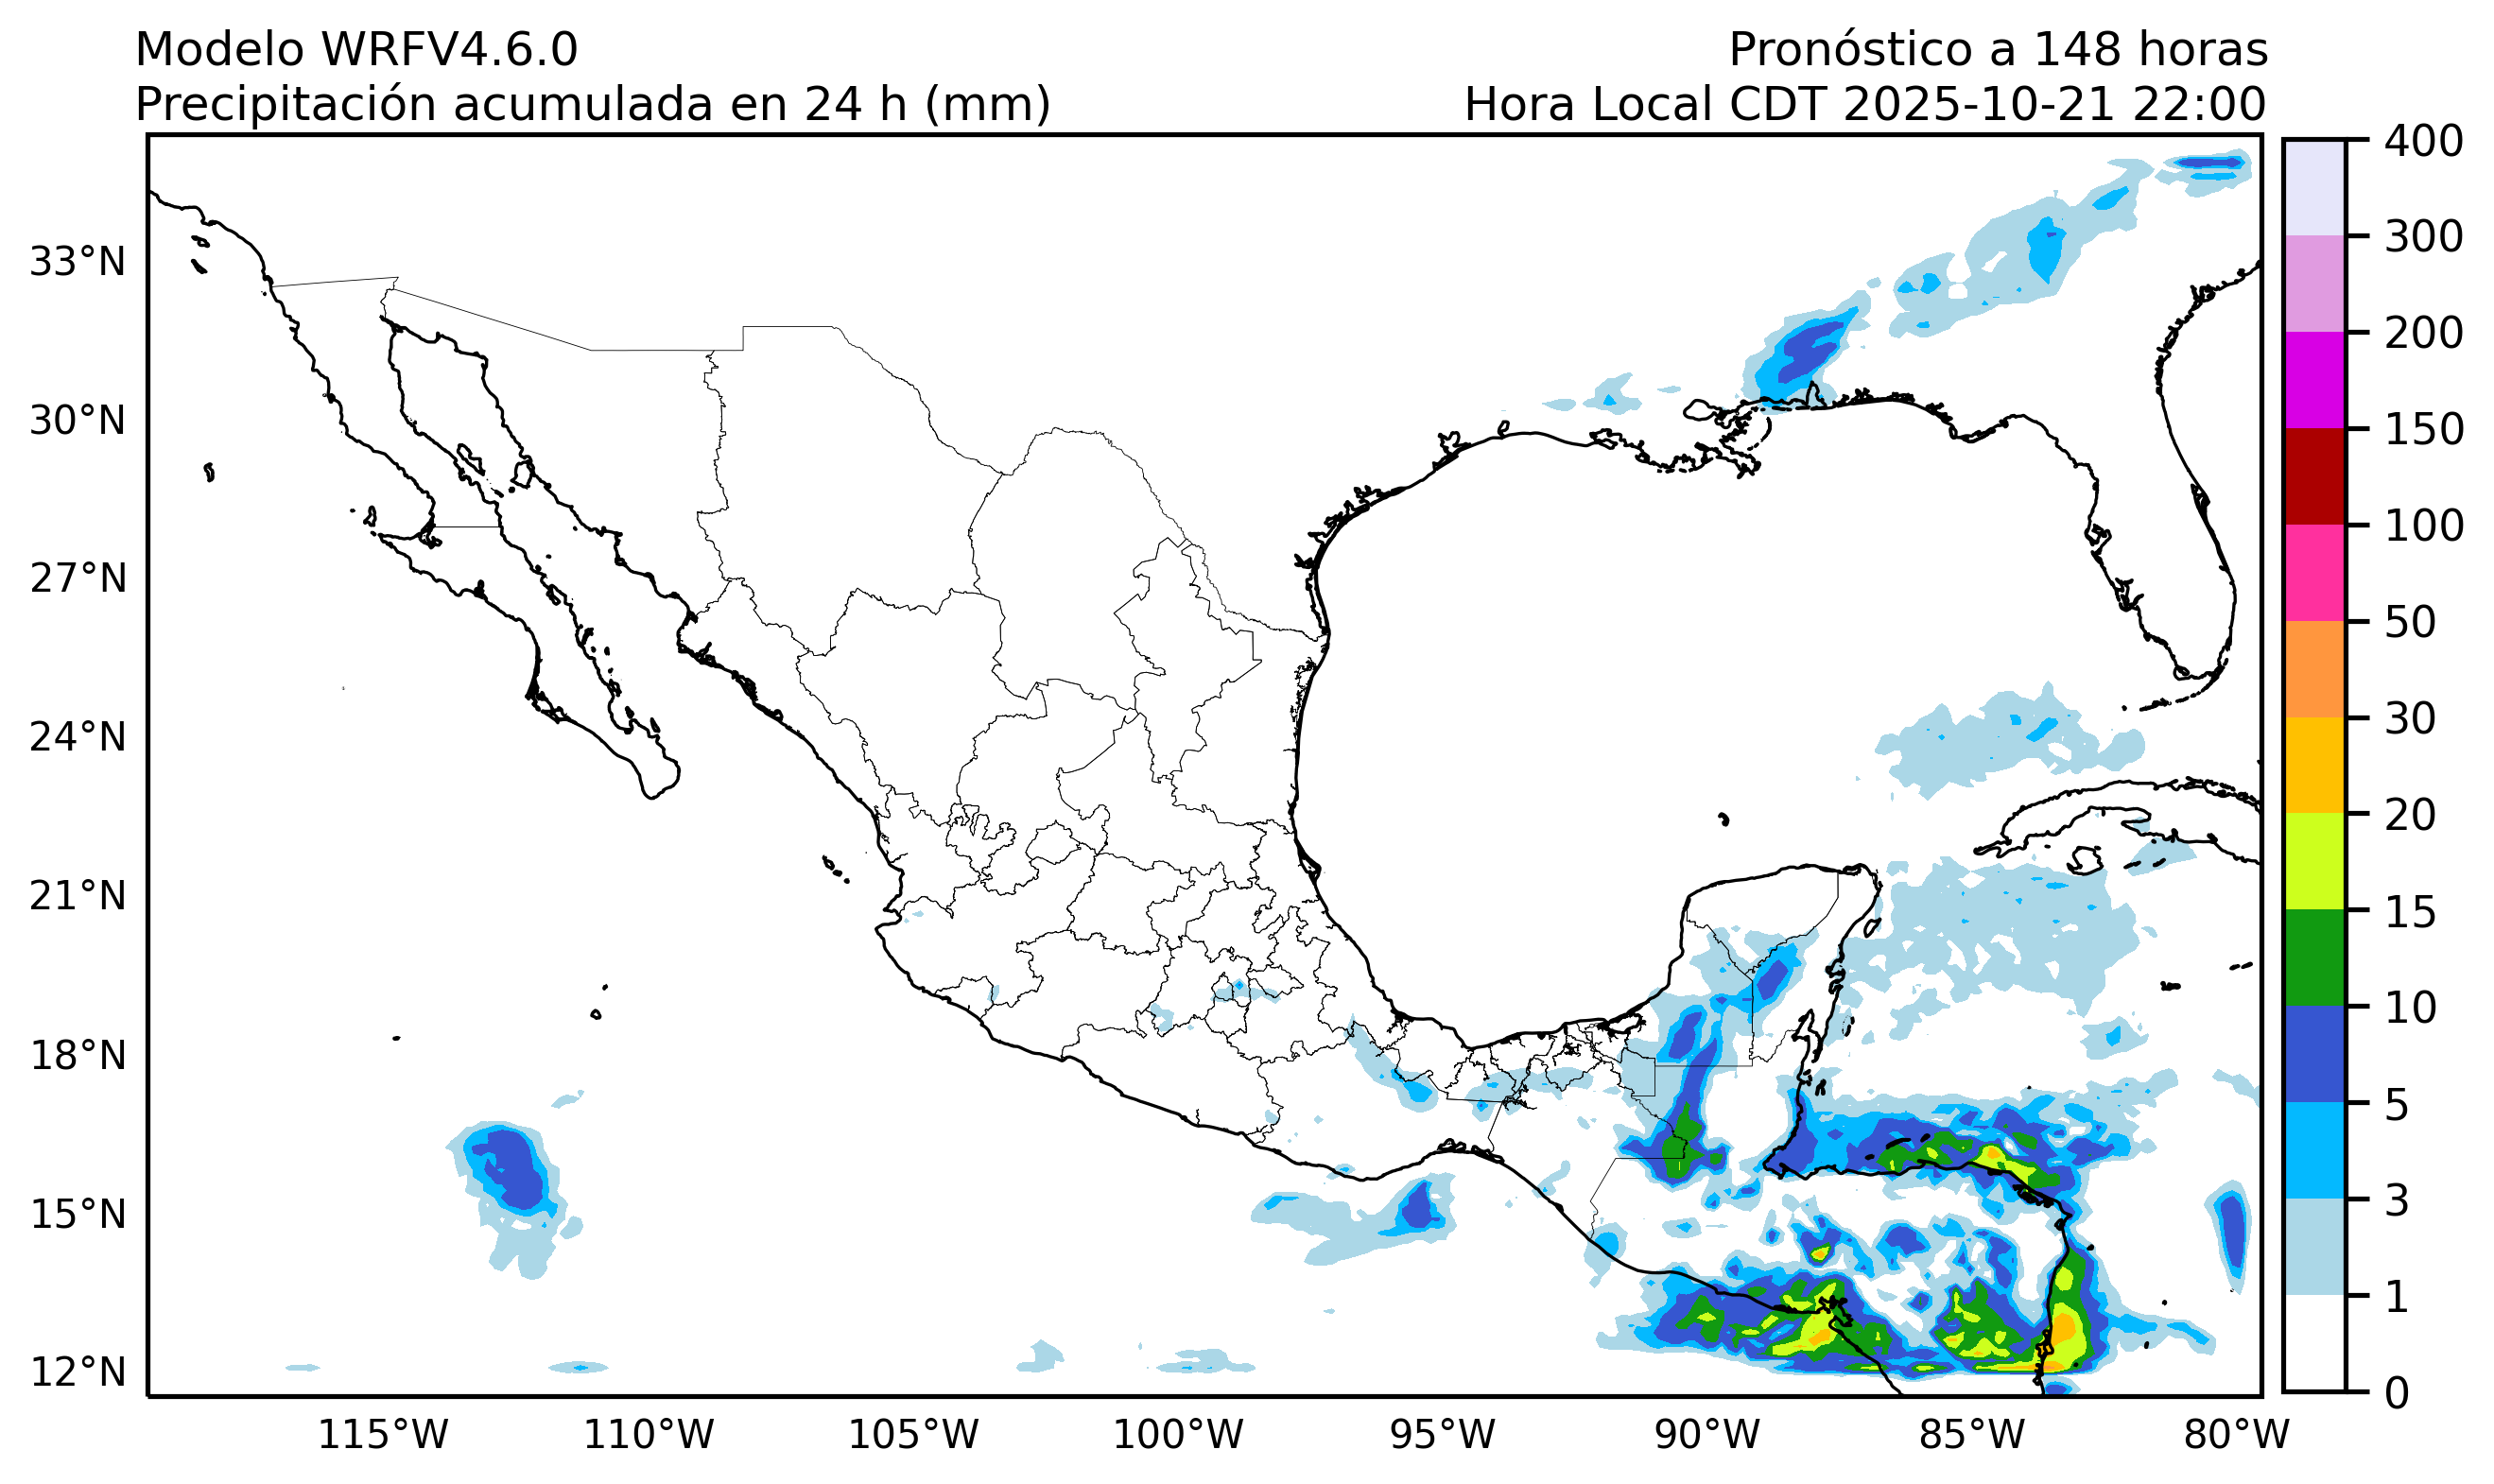 Modelo WRFV4.6.0
Pronóstico a 148 horas
Precipitación acumulada en 24 h (mm)
Hora Local CDT 2025-10-21 22:00
33°N
30°N
27°N
24°N
21°N
18°N
15°N
12°N
115°W
110°W
105°W
100°W
95°W
90°W
85°W
80°W
400
300
200
150
100
50
30
20
15
10
5
3
1
0